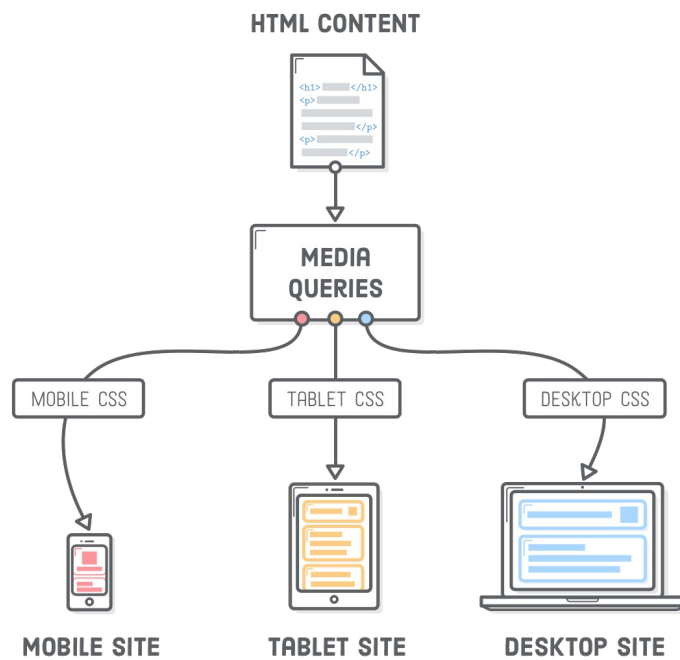 HTML CONTENT
<h1> </h1>
<p>
</p>
<p>
</p>
MEDIA
QUERIES
MOBILE CSS
TABLET CSS
DESKTOP CSS
MOBILE SITE
TABLET SITE
DESKTOP SITE